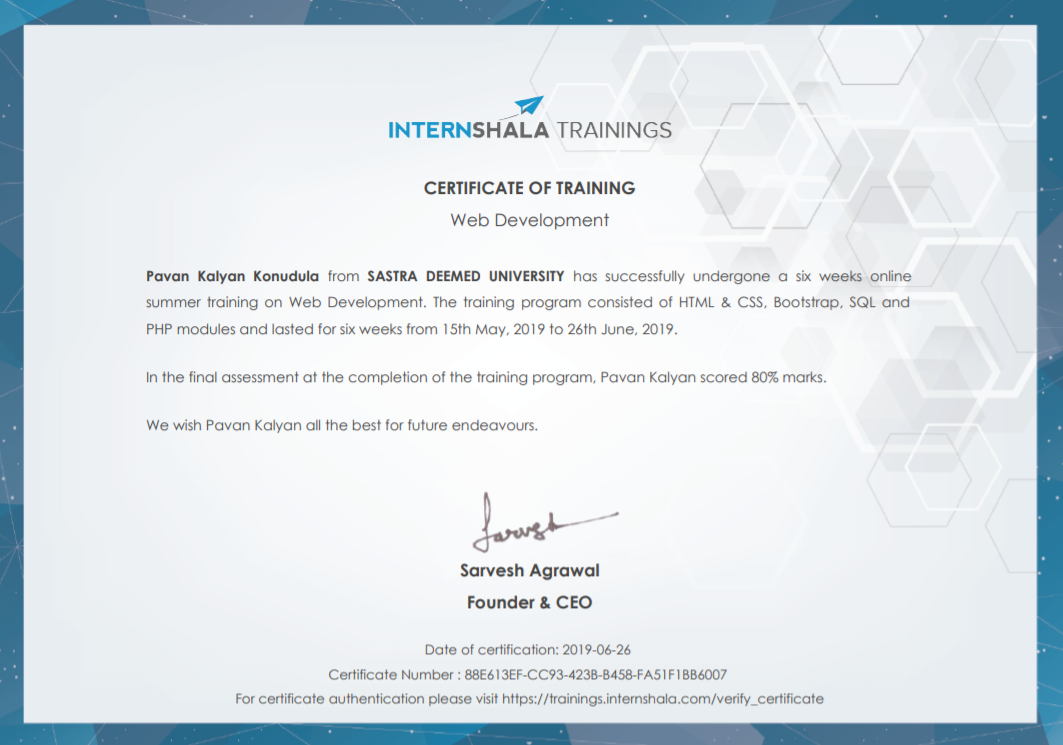 INTERNSHALA TRAININGS
CERTIFICATE OF TRAINING
Web Development
Pavan Kalyan Konudula from SASTRA DEEMED UNIVERSITY has successfully undergone a six weeks online
summer training on Web Development. The training program consisted of HTML & CSS, Bootstrap, SQL and
PHP modules and lasted for six weeks from 15th May, 2019 to 26th June, 2019.
In the final assessment at the completion of the training program, Pavan Kalyan scored 80% marks.
We wish Pavan Kalyan all the best for future endeavours.
Sarvesh
Sarvesh Agrawal
Founder & CEO
Date of certification: 2019-06-26
Certificate Number : 88E613EF-CC93-423B-B458-FA51F1BB6007
For certificate authentication please visit https://trainings.internshala.com/verify_certificate